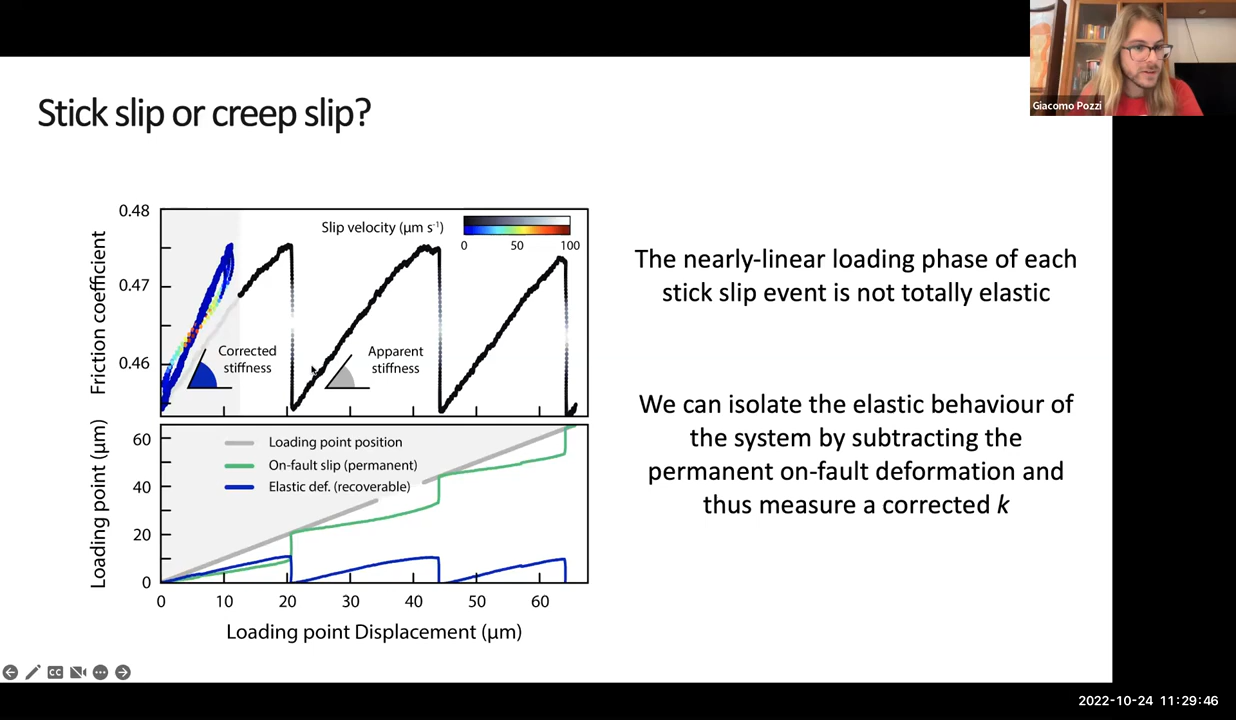 Giacomo Pozzi
Stick slip or creep slip?
0.48
0.47
0.46
Friction coefficient
Slip velocity (µm s⁻¹)
0
50
100
Corrected
stiffness
Apparent
stiffness
The nearly-linear loading phase of each
stick slip event is not totally elastic
We can isolate the elastic behaviour of
the system by subtracting the
permanent on-fault deformation and
thus measure a corrected k
Loading point (µm)
60
40
20
0
Loading point position
On-fault slip (permanent)
Elastic def. (recoverable)
0
10
20
30
40
50
60
Loading point Displacement (µm)
CC
2022-10-24 11:29:46